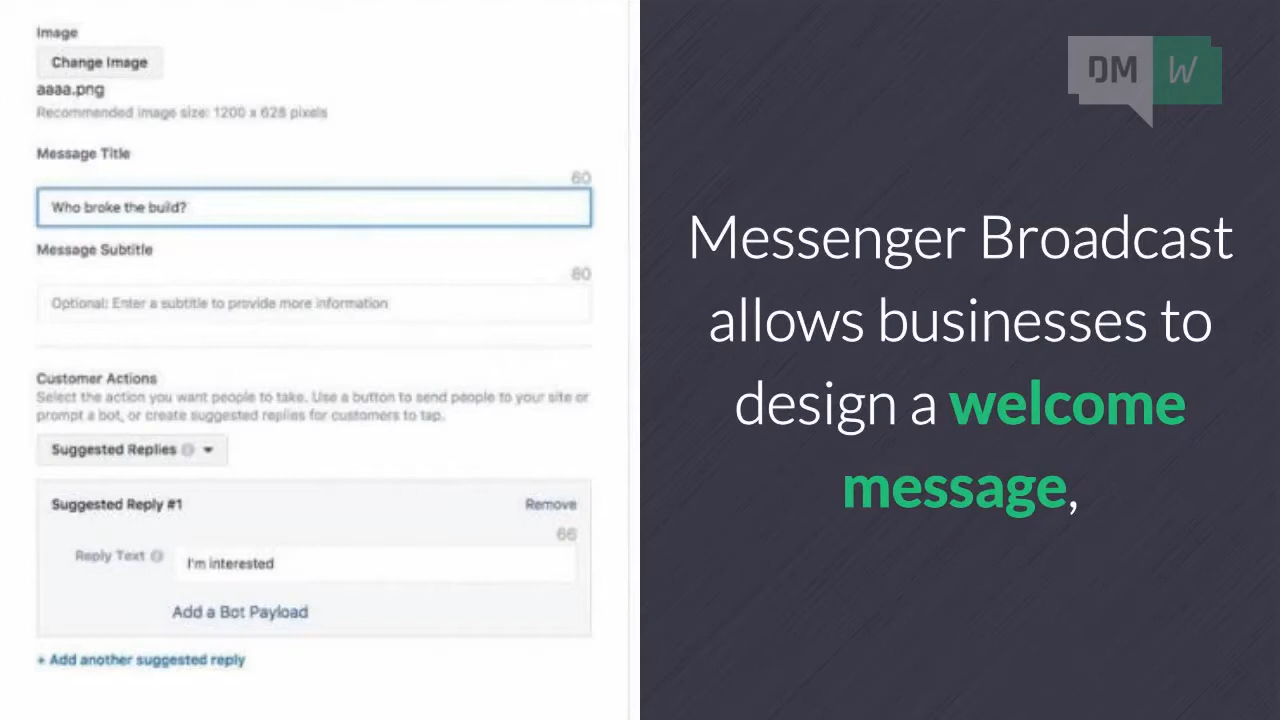 Image
Change Image
aaaa.png
Recommended image size: 1200 x 628 pixels
Message Title
60
Who broke the build?
Message Subtitle
80
Optional: Enter a subtitle to provide more information
Customer Actions
Select the action you want people to take. Use a button to send people to your site or
prompt a bot, or create suggested replies for customers to tap.
Suggested Replies
Suggested Reply #1
Remove
66
Reply Text
I'm interested
Add a Bot Payload
+ Add another suggested reply
DM W
Messenger Broadcast
allows businesses to
design a welcome
message,